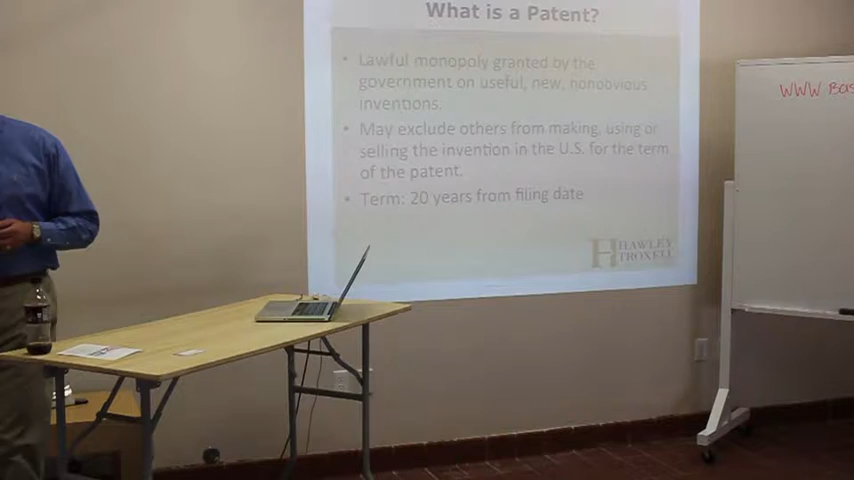 What is a Patent?
• Lawful monopoly granted by the
government on useful, new, nonobvious
inventions.
• May exclude others from making, using or
selling the invention in the U.S. for the term
of the patent.
• Term: 20 years from filing date
H HAWLEY
TROXELL
WWW